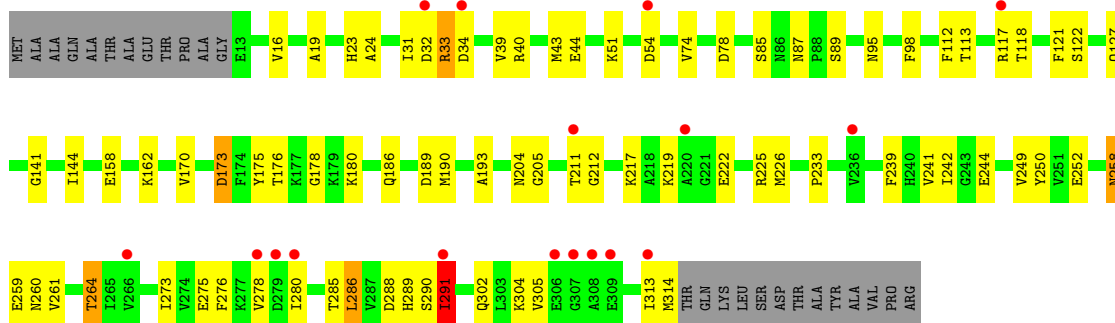 MET ALA ALA GLN ALA ALA THR ALA GLU THR PRO ALA GLY E13 V16 A19 H23 A24 I31 D32 R33 D34 V39 R40 M43 E44 K51 D54 V74 D78 S85 N86 N87 P88 S89 N95 F98 F112 T113 R117 T118 F121 S122
G141 I144 E158 K162 V170 D173 F174 Y175 T176 K177 G178 K179 K180 Q186 D189 M190 A193 N204 G205 T211 G212 K217 A218 K219 A220 G221 E222 R225 M226 P233 V236 F239 H240 V241 I242 G243 E244 V249 Y250 V251 E252
E259 N260 V261 T264 I265 V266 I273 V274 E275 F276 K277 V278 D279 I280 T285 L286 V287 D288 H289 S290 I291 Q302 L303 K304 V305 E306 G307 A308 E309 I313 M314 THR GLN LYS LEU SER ASP THR ALA TYR ALA VAL PRO ARG